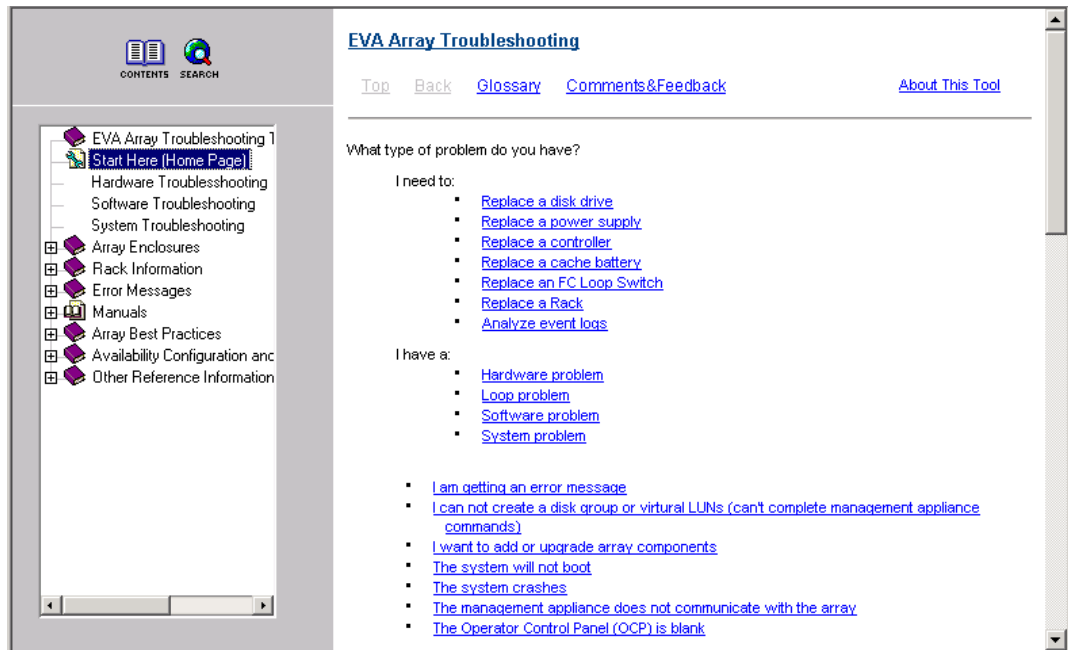 CONTENTS SEARCH
EVA Array Troubleshooting T
Start Here (Home Page)
Hardware Troublesshooting
Software Troubleshooting
System Troubleshooting
Array Enclosures
Rack Information
Error Messages
Manuals
Array Best Practices
Availability Configuration and
Other Reference Information
EVA Array Troubleshooting
Top Back Glossary Comments&Feedback About This Tool
What type of problem do you have?
I need to:
Replace a disk drive
Replace a power supply
Replace a controller
Replace a cache battery
Replace an FC Loop Switch
Replace a Rack
Analyze event logs
I have a:
Hardware problem
Loop problem
Software problem
System problem
I am getting an error message
I can not create a disk group or virtural LUNs (can't complete management appliance
commands)
I want to add or upgrade array components
The system will not boot
The system crashes
The management appliance does not communicate with the array
The Operator Control Panel (OCP) is blank